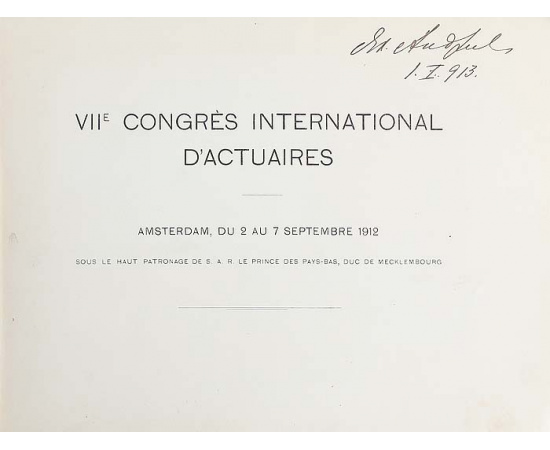 1. I. 913.
VIIE CONGRÈS INTERNATIONAL
D'ACTUAIRES
AMSTERDAM, DU 2 AU 7 SEPTEMBRE 1912
SOUS LE HAUT PATRONAGE DE S. A. R. LE PRINCE DES PAYS-BAS, DUC DE MECKLEMBOURG